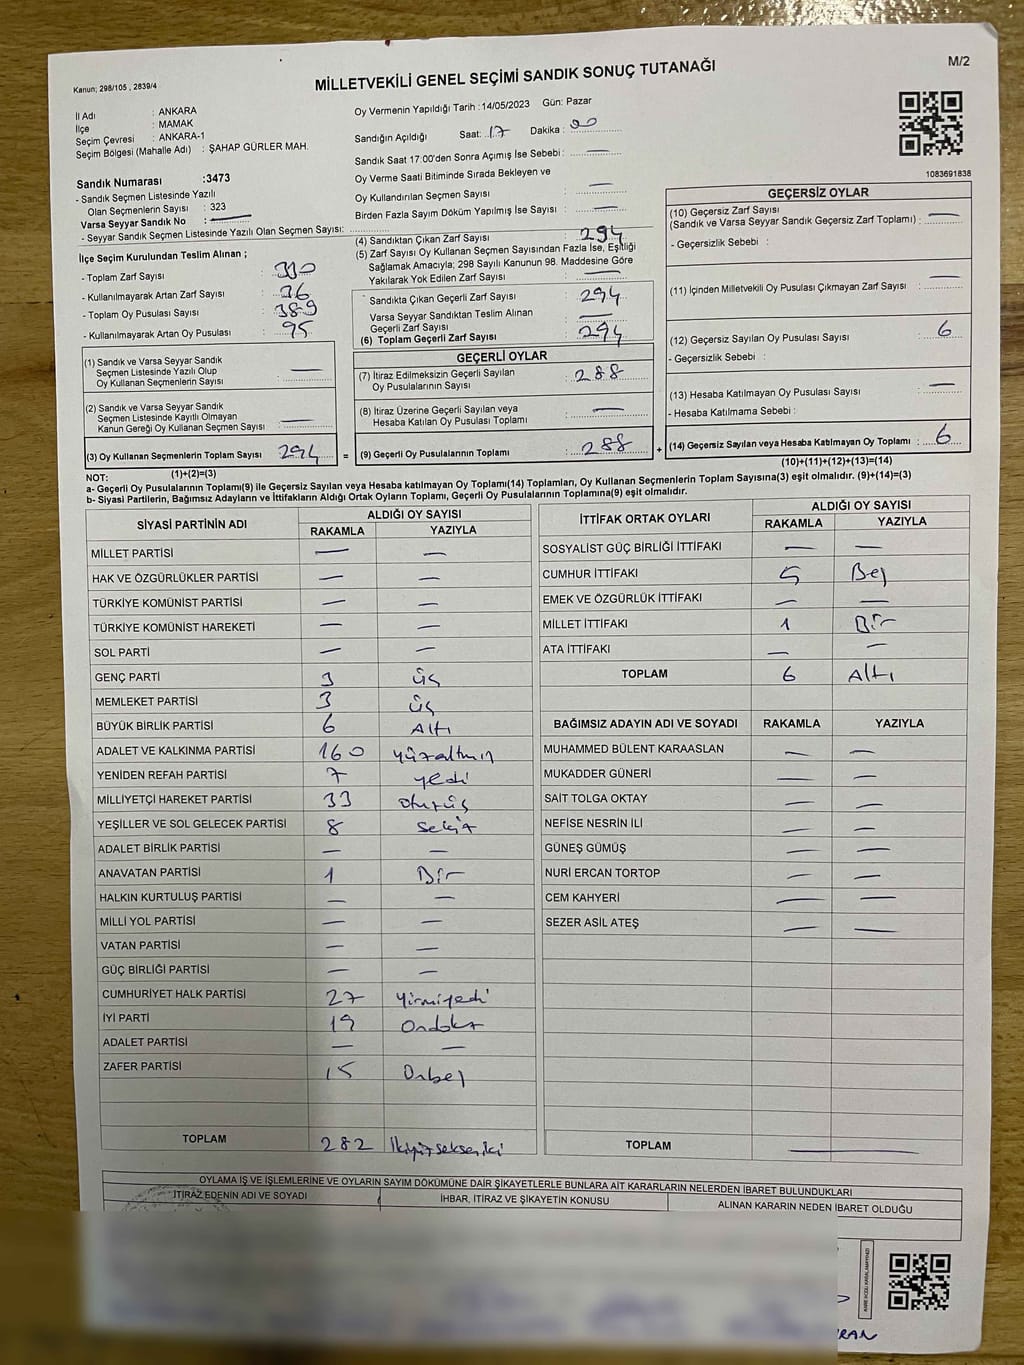 M/2
Kanun; 298/105 , 2839/4
MİLLETVEKİLİ GENEL SEÇİMİ SANDIK SONUÇ TUTANAĞI
İl Adı : ANKARA
İlçe : MAMAK
Seçim Çevresi : ANKARA-1
Seçim Bölgesi (Mahalle Adı) : ŞAHAP GÜRLER MAH.
Sandık Numarası :3473
- Sandık Seçmen Listesinde Yazılı
Olan Seçmenlerin Sayısı : 323
Varsa Seyyar Sandık No : —
- Seyyar Sandık Seçmen Listesinde Yazılı Olan Seçmen Sayısı:
İlçe Seçim Kurulundan Teslim Alınan ;
- Toplam Zarf Sayısı : 330
- Kullanılmayarak Artan Zarf Sayısı : 36
- Toplam Oy Pusulası Sayısı : 389
- Kullanılmayarak Artan Oy Pusulası : 95
(1) Sandık ve Varsa Seyyar Sandık
Seçmen Listesinde Yazılı Olup
Oy Kullanan Seçmenlerin Sayısı : —
(2) Sandık ve Varsa Seyyar Sandık
Seçmen Listesinde Kayıtlı Olmayan
Kanun Gereği Oy Kullanan Seçmen Sayısı : —
(3) Oy Kullanan Seçmenlerin Toplam Sayısı 294
(1)+(2)=(3)
Oy Vermenin Yapıldığı Tarih : 14/05/2023 Gün: Pazar
Sandığın Açıldığı Saat: 17 Dakika : 00
Sandık Saat 17:00'den Sonra Açımış İse Sebebi: —
Oy Verme Saati Bitiminde Sırada Bekleyen ve
Oy Kullandırılan Seçmen Sayısı : —
Birden Fazla Sayım Döküm Yapılmış İse Sayısı : —
(4) Sandıktan Çıkan Zarf Sayısı : 294
(5) Zarf Sayısı Oy Kullanan Seçmen Sayısından Fazla İse, Eşitliği
Sağlamak Amacıyla; 298 Sayılı Kanunun 98. Maddesine Göre
Yakılarak Yok Edilen Zarf Sayısı : —
Sandıkta Çıkan Geçerli Zarf Sayısı : 294
Varsa Seyyar Sandıktan Teslim Alınan
Geçerli Zarf Sayısı : —
(6) Toplam Geçerli Zarf Sayısı : 294
GEÇERLİ OYLAR
(7) İtiraz Edilmeksizin Geçerli Sayılan
Oy Pusulalarının Sayısı : 288
(8) İtiraz Üzerine Geçerli Sayılan veya
Hesaba Katılan Oy Pusulası Toplamı : —
= (9) Geçerli Oy Pusulalarının Toplamı : 288
1083691838
GEÇERSİZ OYLAR
(10) Geçersiz Zarf Sayısı
(Sandık ve Varsa Seyyar Sandık Geçersiz Zarf Toplamı) : —
- Geçersizlik Sebebi :
(11) İçinden Milletvekili Oy Pusulası Çıkmayan Zarf Sayısı : —
(12) Geçersiz Sayılan Oy Pusulası Sayısı : 6
- Geçersizlik Sebebi :
(13) Hesaba Katılmayan Oy Pusulası Sayısı : —
- Hesaba Katılmama Sebebi :
+ (14) Geçersiz Sayılan veya Hesaba Katılmayan Oy Toplamı : 6
(10)+(11)+(12)+(13)=(14)
NOT:
a- Geçerli Oy Pusulalarının Toplamı(9) ile Geçersiz Sayılan veya Hesaba Katılmayan Oy Toplamı(14) Toplamları, Oy Kullanan Seçmenlerin Toplam Sayısına(3) eşit olmalıdır. (9)+(14)=(3)
b- Siyasi Partilerin, Bağımsız Adayların ve İttifakların Aldığı Ortak Oyların Toplamı, Geçerli Oy Pusulalarının Toplamına(9) eşit olmalıdır.
SİYASİ PARTİNİN ADI ALDIĞI OY SAYISI
RAKAMLA YAZIYLA
MİLLET PARTİSİ — —
HAK VE ÖZGÜRLÜKLER PARTİSİ — —
TÜRKİYE KOMÜNİST PARTİSİ — —
TÜRKİYE KOMÜNİST HAREKETİ — —
SOL PARTİ — —
GENÇ PARTİ 3 üç
MEMLEKET PARTİSİ 3 üç
BÜYÜK BİRLİK PARTİSİ 6 Altı
ADALET VE KALKINMA PARTİSİ 160 yüzaltmış
YENİDEN REFAH PARTİSİ 7 yedi
MİLLİYETÇİ HAREKET PARTİSİ 33 otuzüç
YEŞİLLER VE SOL GELECEK PARTİSİ 8 sekiz
ADALET BİRLİK PARTİSİ — —
ANAVATAN PARTİSİ 1 Bir
HALKIN KURTULUŞ PARTİSİ — —
MİLLİ YOL PARTİSİ — —
VATAN PARTİSİ — —
GÜÇ BİRLİĞİ PARTİSİ — —
CUMHURİYET HALK PARTİSİ 27 Yirmiyedi
İYİ PARTİ 19 Ondokuz
ADALET PARTİSİ — —
ZAFER PARTİSİ 15 Onbeş
TOPLAM 282 İkiyüzsekseniki
İTTİFAK ORTAK OYLARI ALDIĞI OY SAYISI
RAKAMLA YAZIYLA
SOSYALİST GÜÇ BİRLİĞİ İTTİFAKI — —
CUMHUR İTTİFAKI 5 Beş
EMEK VE ÖZGÜRLÜK İTTİFAKI — —
MİLLET İTTİFAKI 1 Bir
ATA İTTİFAKI — —
TOPLAM 6 Altı
BAĞIMSIZ ADAYIN ADI VE SOYADI RAKAMLA YAZIYLA
MUHAMMED BÜLENT KARAASLAN — —
MUKADDER GÜNERİ — —
SAİT TOLGA OKTAY — —
NEFİSE NESRİN İLİ — —
GÜNEŞ GÜMÜŞ — —
NURİ ERCAN TORTOP — —
CEM KAHYERİ — —
SEZER ASİL ATEŞ — —
TOPLAM —
OYLAMA İŞ VE İŞLEMLERİNE VE OYLARIN SAYIM DÖKÜMÜNE DAİR ŞİKAYETLERLE BUNLARA AİT KARARLARIN NELERDEN İBARET BULUNDUKLARI
İTİRAZ EDENİN ADI VE SOYADI İHBAR, İTİRAZ VE ŞİKAYETİN KONUSU ALINAN KARARIN NEDEN İBARET OLDUĞU